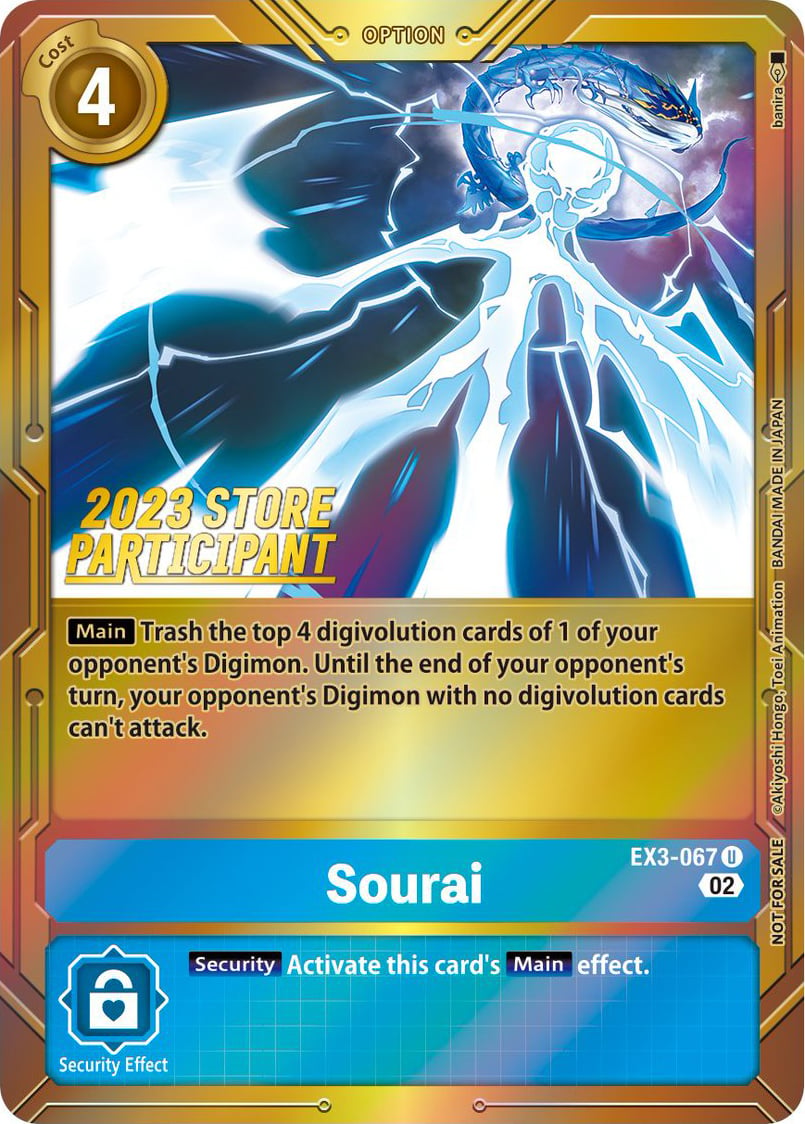 OPTION
Cost
4
banira
2023 STORE
PARTICIPANT
Main Trash the top 4 digivolution cards of 1 of your
opponent's Digimon. Until the end of your opponent's
turn, your opponent's Digimon with no digivolution cards
can't attack.
©Akiyoshi Hongo, Toei Animation BANDAI MADE IN JAPAN
NOT FOR SALE
EX3-067 U
02
Sourai
Security Activate this card's Main effect.
Security Effect